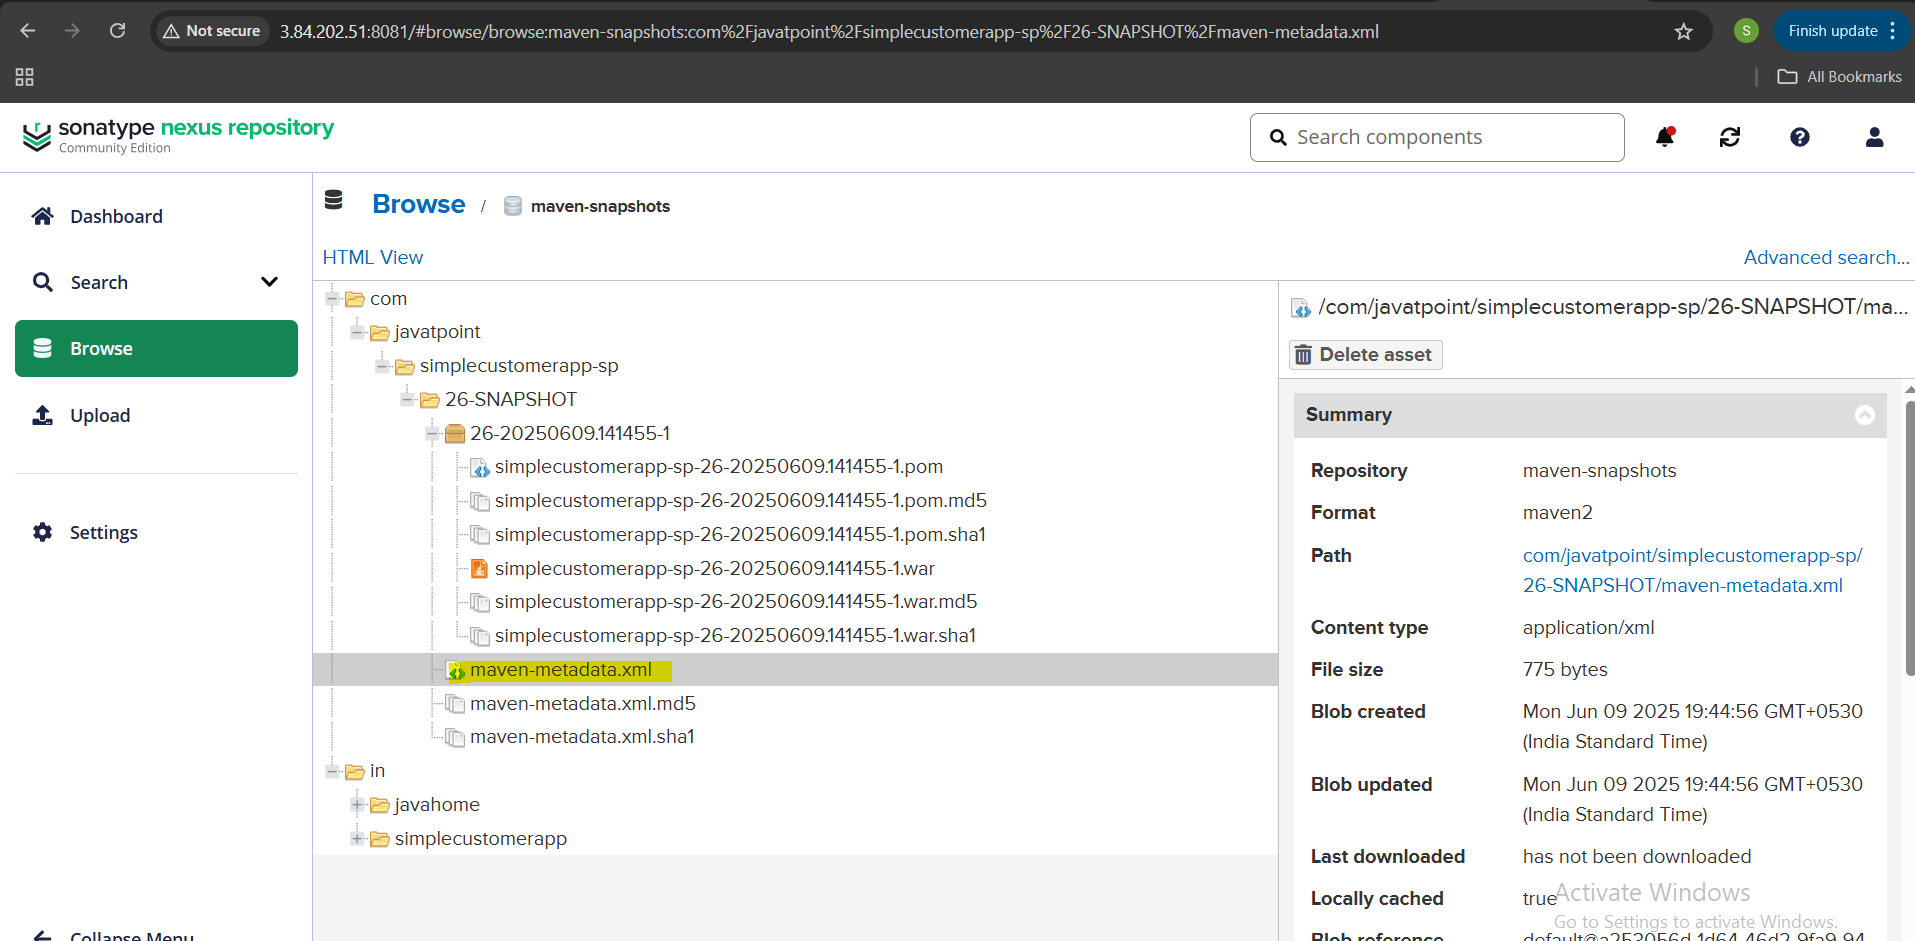 Not secure 3.84.202.51:8081/#browse/browse:maven-snapshots:com%2Fjavatpoint%2Fsimplecustomerapp-sp%2F26-SNAPSHOT%2Fmaven-metadata.xml
S
Finish update
All Bookmarks
sonatype nexus repository
Community Edition
Search components
Dashboard
Search
Browse
Upload
Settings
Collapse Menu
Browse / maven-snapshots
HTML View
Advanced search...
com
javatpoint
simplecustomerapp-sp
26-SNAPSHOT
26-20250609.141455-1
simplecustomerapp-sp-26-20250609.141455-1.pom
simplecustomerapp-sp-26-20250609.141455-1.pom.md5
simplecustomerapp-sp-26-20250609.141455-1.pom.sha1
simplecustomerapp-sp-26-20250609.141455-1.war
simplecustomerapp-sp-26-20250609.141455-1.war.md5
simplecustomerapp-sp-26-20250609.141455-1.war.sha1
maven-metadata.xml
maven-metadata.xml.md5
maven-metadata.xml.sha1
in
javahome
simplecustomerapp
/com/javatpoint/simplecustomerapp-sp/26-SNAPSHOT/ma...
Delete asset
Summary
Repository maven-snapshots
Format maven2
Path com/javatpoint/simplecustomerapp-sp/
26-SNAPSHOT/maven-metadata.xml
Content type application/xml
File size 775 bytes
Blob created Mon Jun 09 2025 19:44:56 GMT+0530
(India Standard Time)
Blob updated Mon Jun 09 2025 19:44:56 GMT+0530
(India Standard Time)
Last downloaded has not been downloaded
Locally cached true
Activate Windows
Go to Settings to activate Windows.
Blob reference